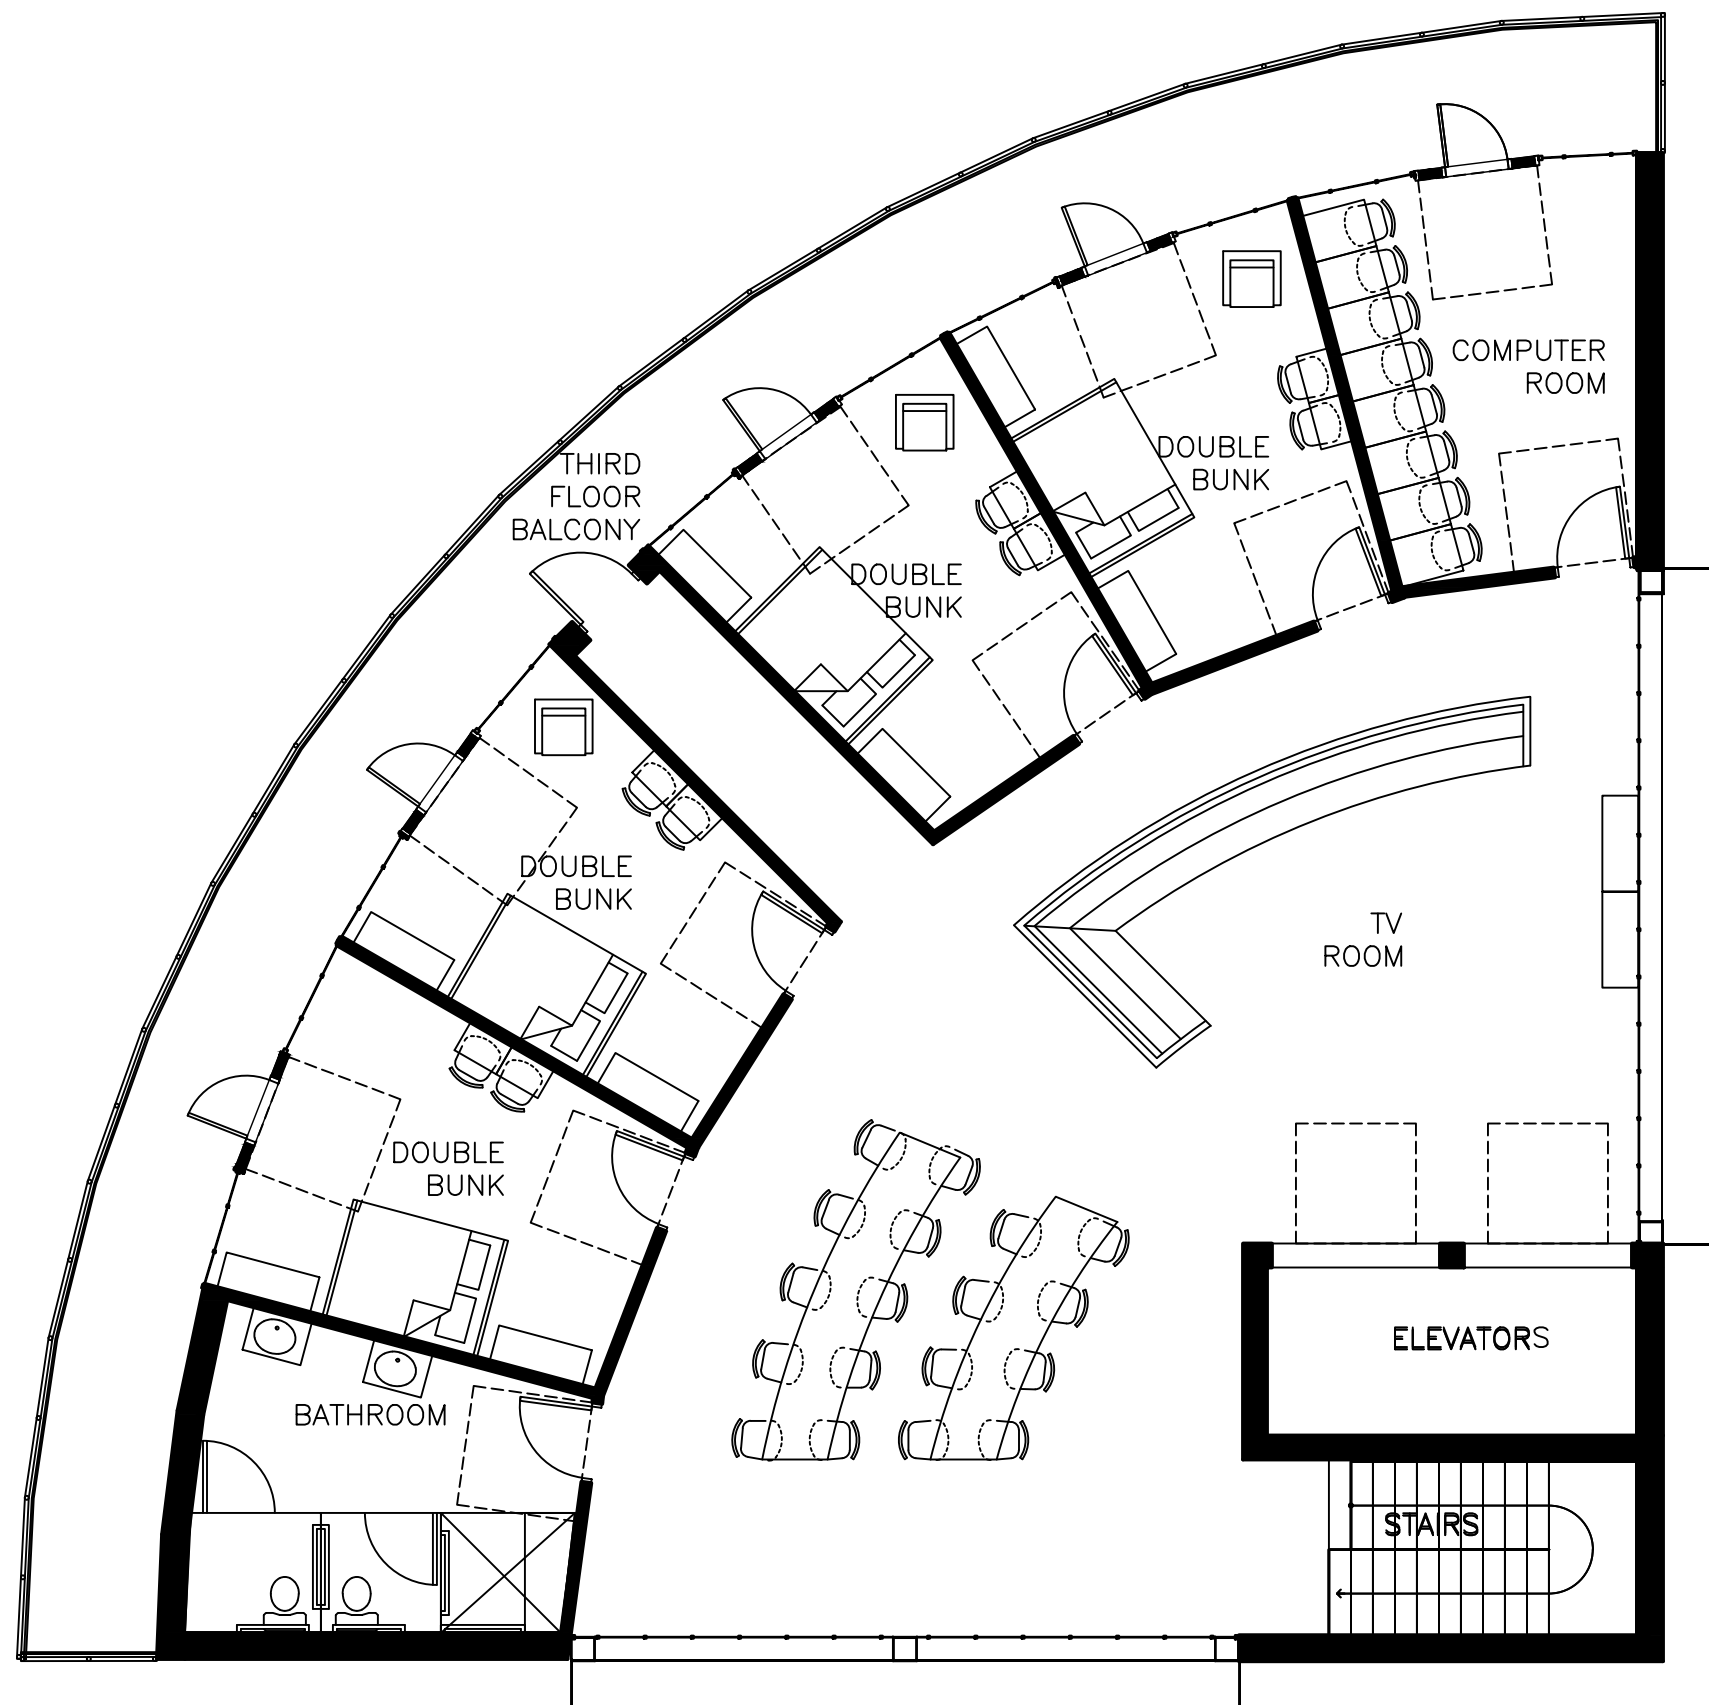 COMPUTER
ROOM
DOUBLE
BUNK
THIRD
FLOOR
BALCONY
DOUBLE
BUNK
DOUBLE
BUNK
TV
ROOM
DOUBLE
BUNK
ELEVATORS
BATHROOM
STAIRS